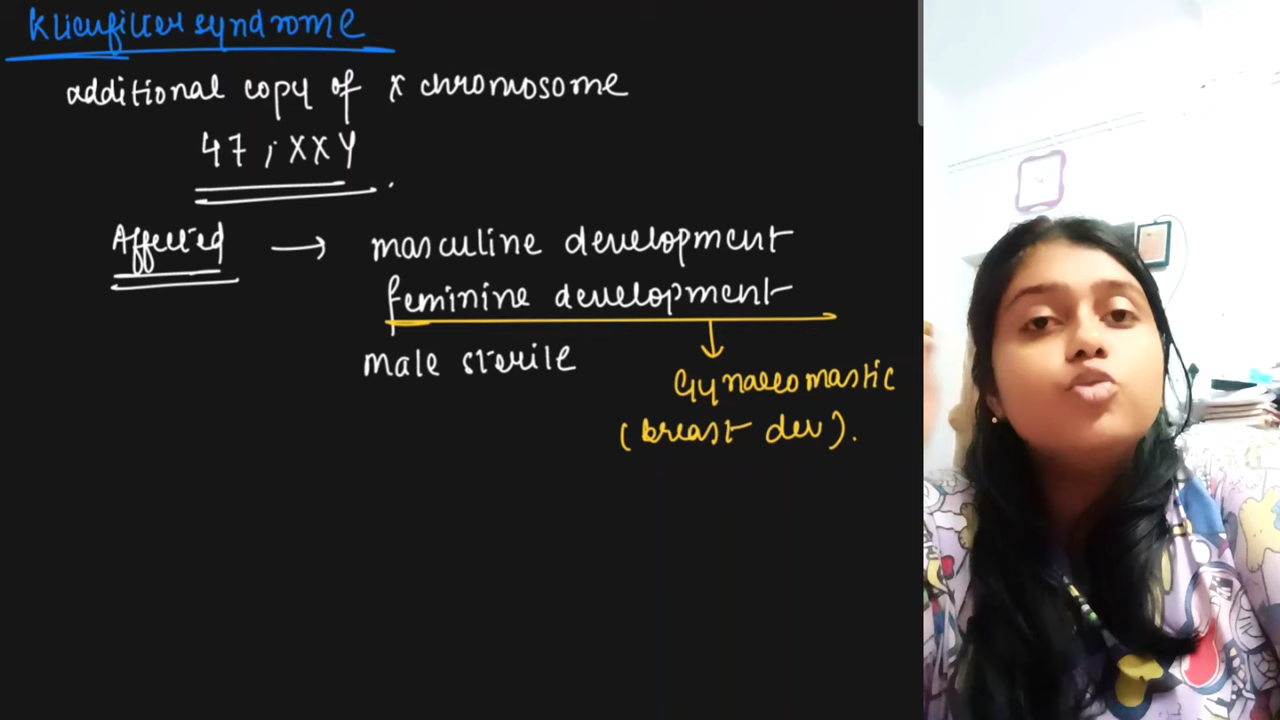 Klienfilter syndrome
additional copy of X chromosome
47 ; XXY
Affected → masculine development
feminine development
male sterile
Gynaecomastic
(breast dev).